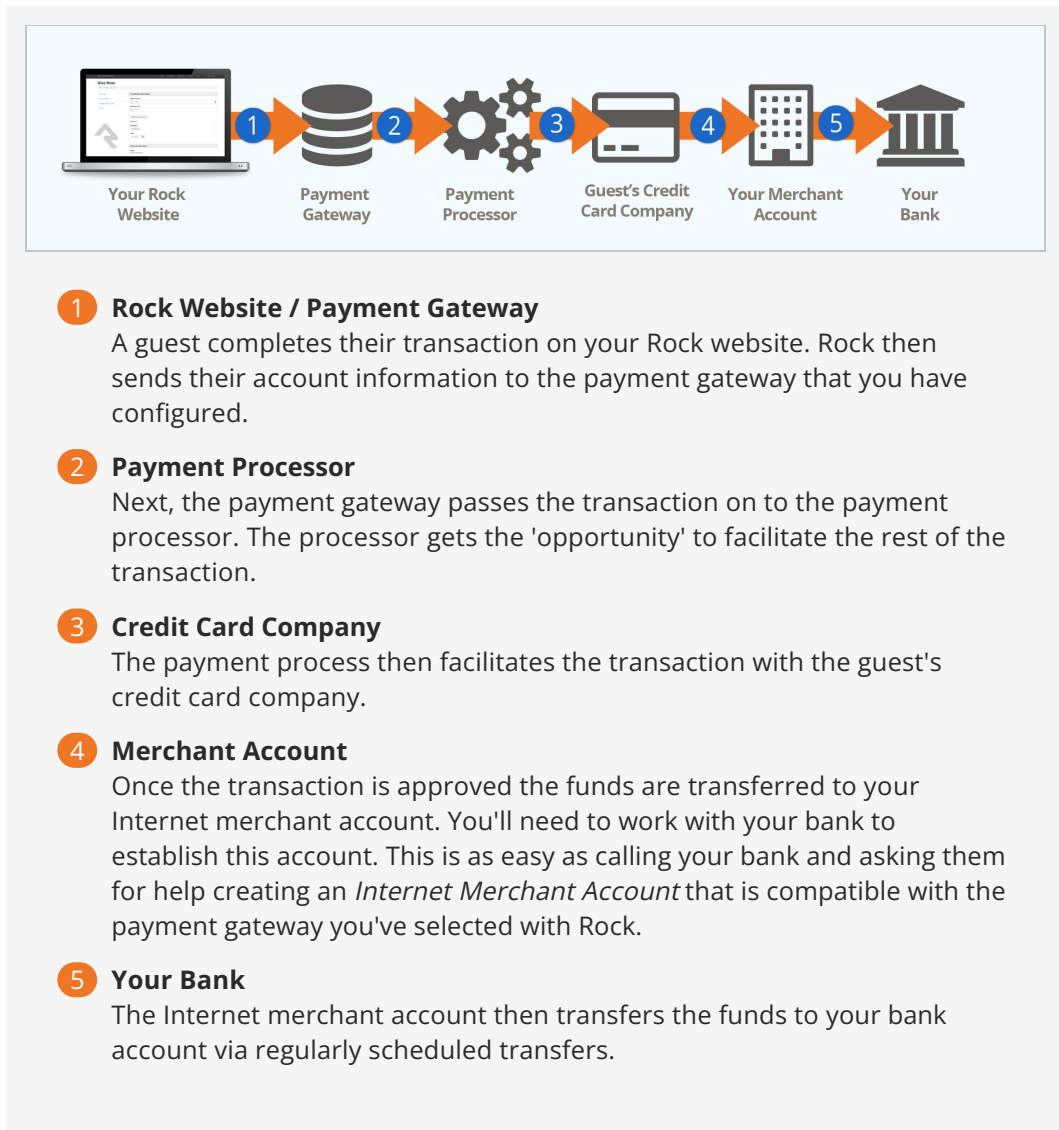 Give Now
1
2
3
4
5
Your Rock
Website
Payment
Gateway
Payment
Processor
Guest's Credit
Card Company
Your Merchant
Account
Your
Bank
1 Rock Website / Payment Gateway
A guest completes their transaction on your Rock website. Rock then
sends their account information to the payment gateway that you have
configured.
2 Payment Processor
Next, the payment gateway passes the transaction on to the payment
processor. The processor gets the 'opportunity' to facilitate the rest of the
transaction.
3 Credit Card Company
The payment process then facilitates the transaction with the guest's
credit card company.
4 Merchant Account
Once the transaction is approved the funds are transferred to your
Internet merchant account. You'll need to work with your bank to
establish this account. This is as easy as calling your bank and asking them
for help creating an Internet Merchant Account that is compatible with the
payment gateway you've selected with Rock.
5 Your Bank
The Internet merchant account then transfers the funds to your bank
account via regularly scheduled transfers.